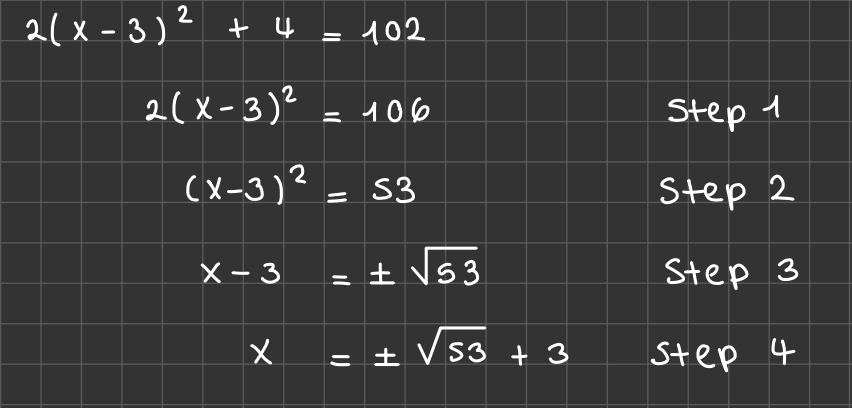 2(x-3)² + 4 = 102
2(x-3)² = 106 Step 1
(x-3)² = 53 Step 2
x-3 = ±√53 Step 3
x = ±√53 + 3 Step 4